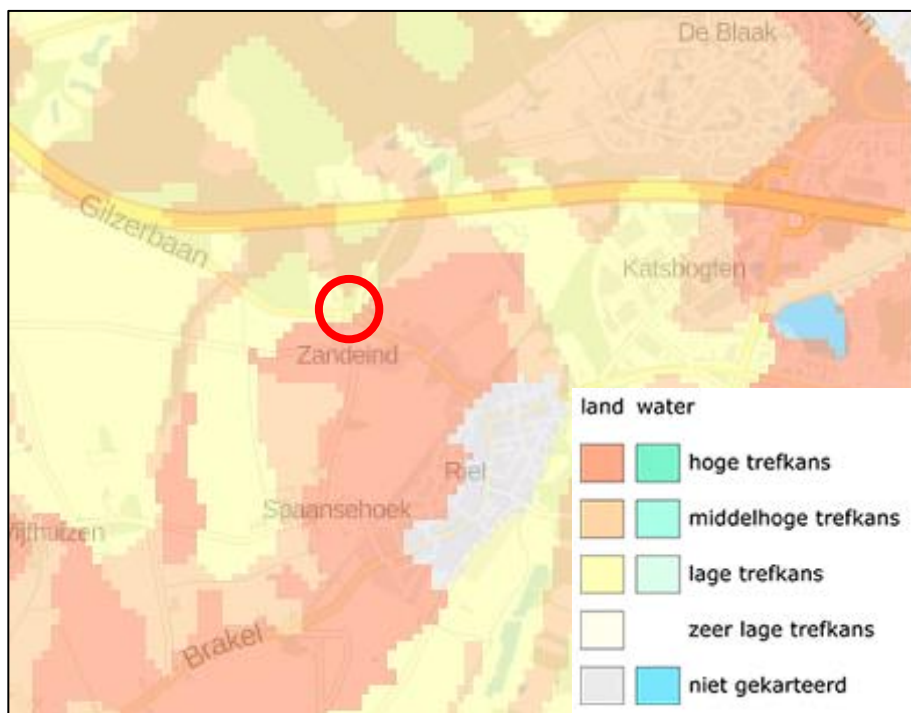 De Blaak
Gilzerbaan
Katsbogten
Zandeind
Riel
Spaansehoek
Vijfhuizen
Brakel
land water
hoge trefkans
middelhoge trefkans
lage trefkans
zeer lage trefkans
niet gekarteerd